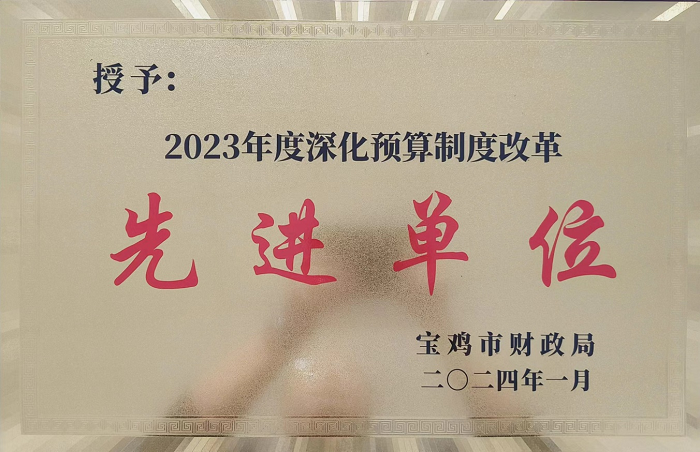 授予：
2023年度深化预算制度改革
先进单位
宝鸡市财政局
二〇二四年一月